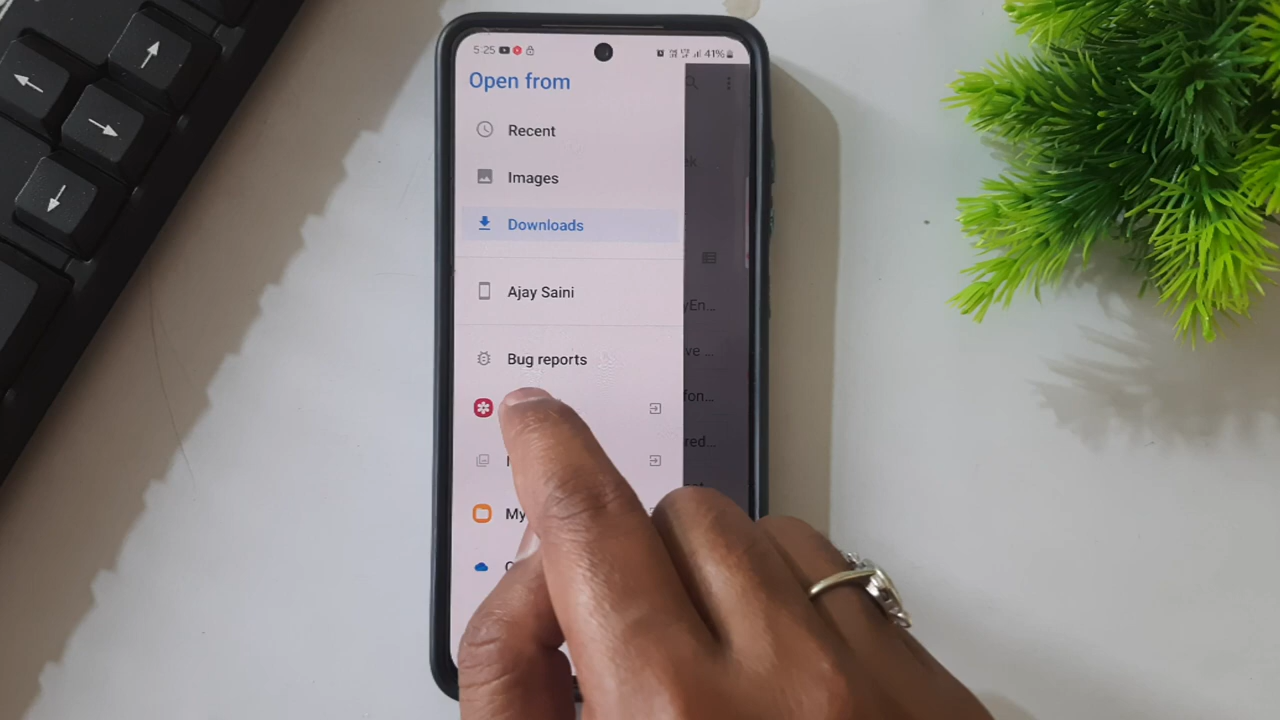 5:25 41%
Open from
Recent
Images
Downloads
Ajay Saini
Bug reports
My